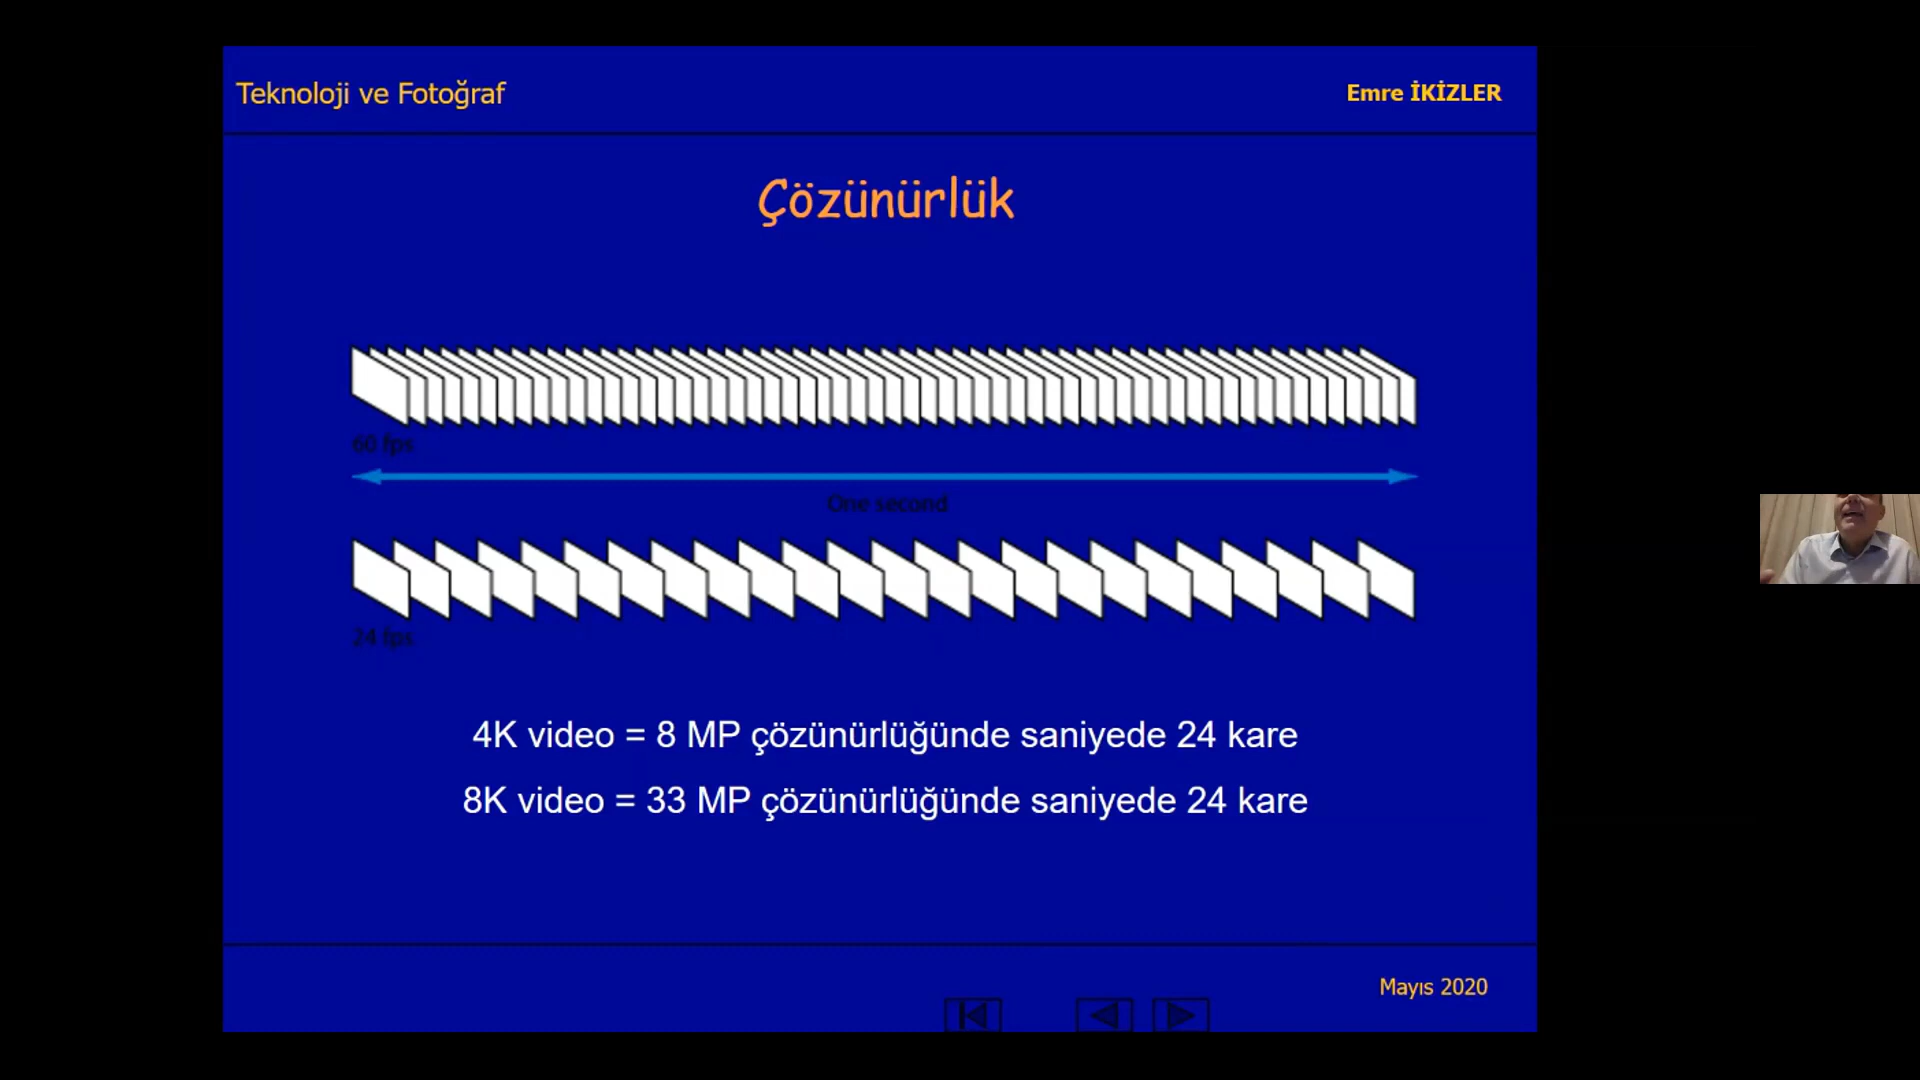 Teknoloji ve Fotoğraf
Emre İKİZLER
Çözünürlük
60 fps
One second
24 fps
4K video = 8 MP çözünürlüğünde saniyede 24 kare
8K video = 33 MP çözünürlüğünde saniyede 24 kare
Mayıs 2020